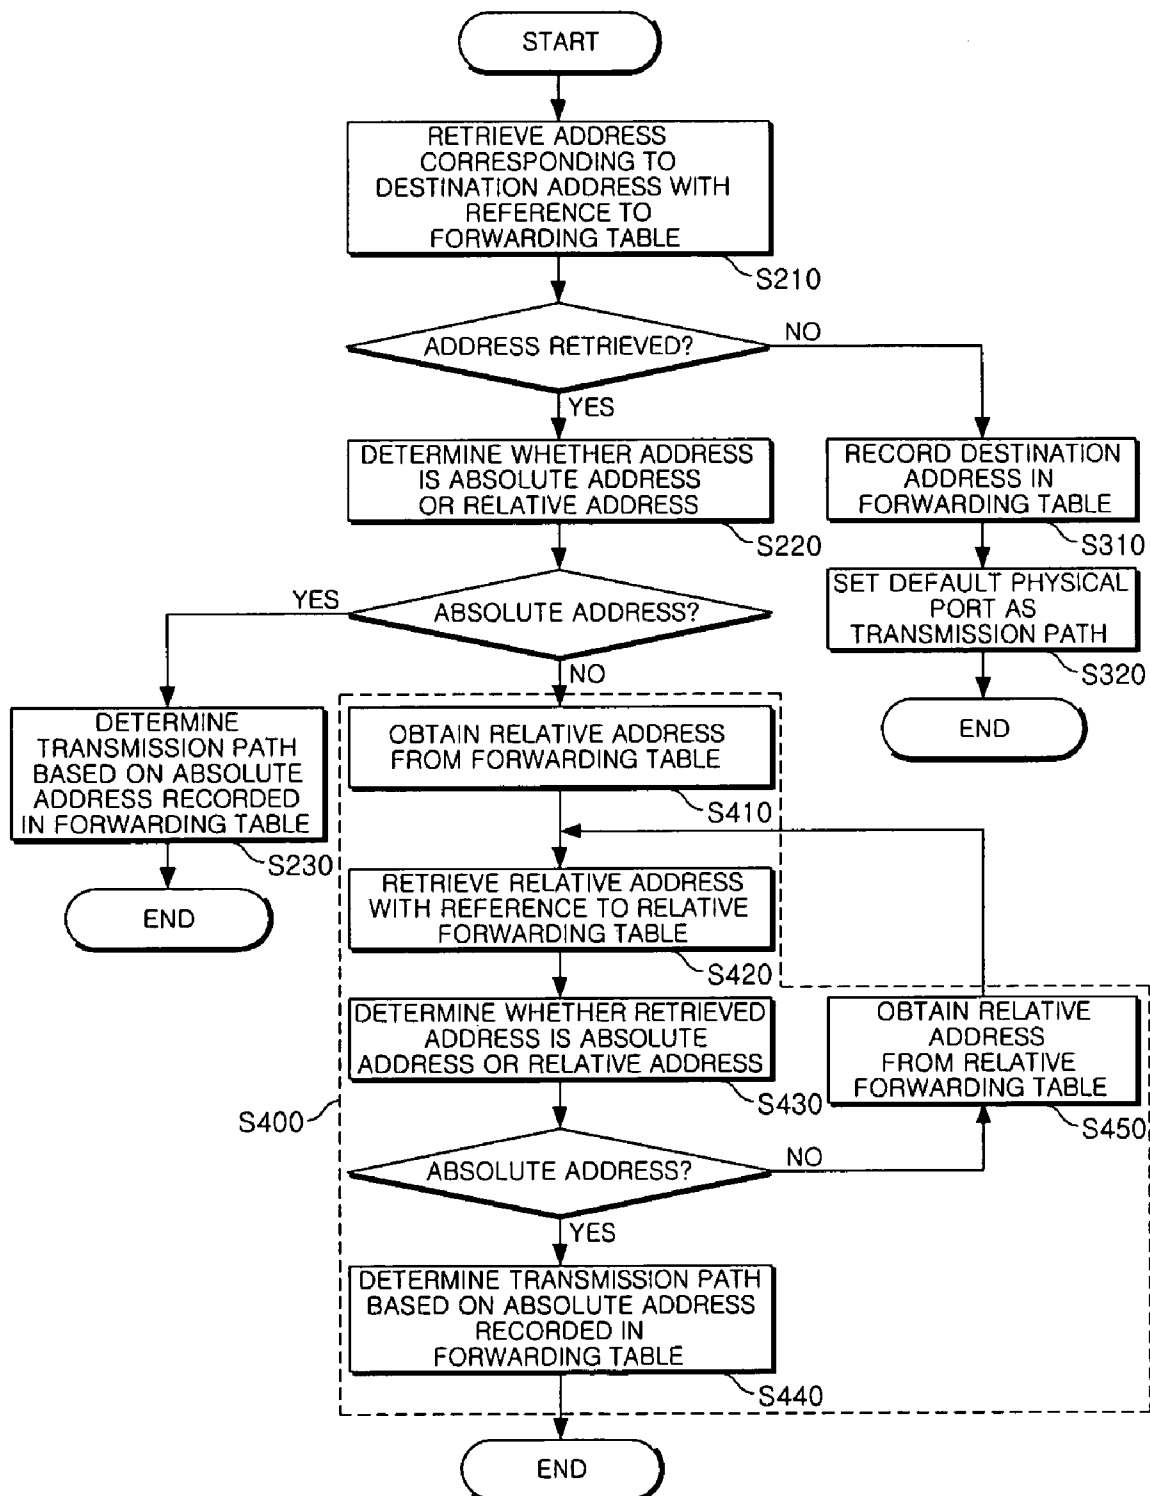 START
RETRIEVE ADDRESS
CORRESPONDING TO
DESTINATION ADDRESS WITH
REFERENCE TO
FORWARDING TABLE
S210
ADDRESS RETRIEVED?
NO
YES
DETERMINE WHETHER ADDRESS
IS ABSOLUTE ADDRESS
OR RELATIVE ADDRESS
S220
RECORD DESTINATION
ADDRESS IN
FORWARDING TABLE
S310
SET DEFAULT PHYSICAL
PORT AS
TRANSMISSION PATH
S320
END
ABSOLUTE ADDRESS?
YES
NO
DETERMINE
TRANSMISSION PATH
BASED ON ABSOLUTE
ADDRESS RECORDED
IN FORWARDING TABLE
S230
END
OBTAIN RELATIVE ADDRESS
FROM FORWARDING TABLE
S410
RETRIEVE RELATIVE ADDRESS
WITH REFERENCE TO RELATIVE
FORWARDING TABLE
S420
DETERMINE WHETHER RETRIEVED
ADDRESS IS ABSOLUTE
ADDRESS OR RELATIVE ADDRESS
S430
OBTAIN RELATIVE
ADDRESS
FROM RELATIVE
FORWARDING TABLE
S450
S400
ABSOLUTE ADDRESS?
NO
YES
DETERMINE TRANSMISSION PATH
BASED ON ABSOLUTE ADDRESS
RECORDED IN
FORWARDING TABLE
S440
END